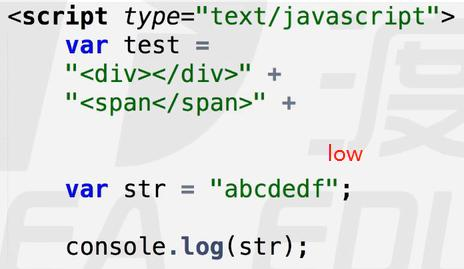 <script type="text/javascript">
var test =
"<div></div>" +
"<span</span>" +
low
var str = "abcdedf";
console.log(str);